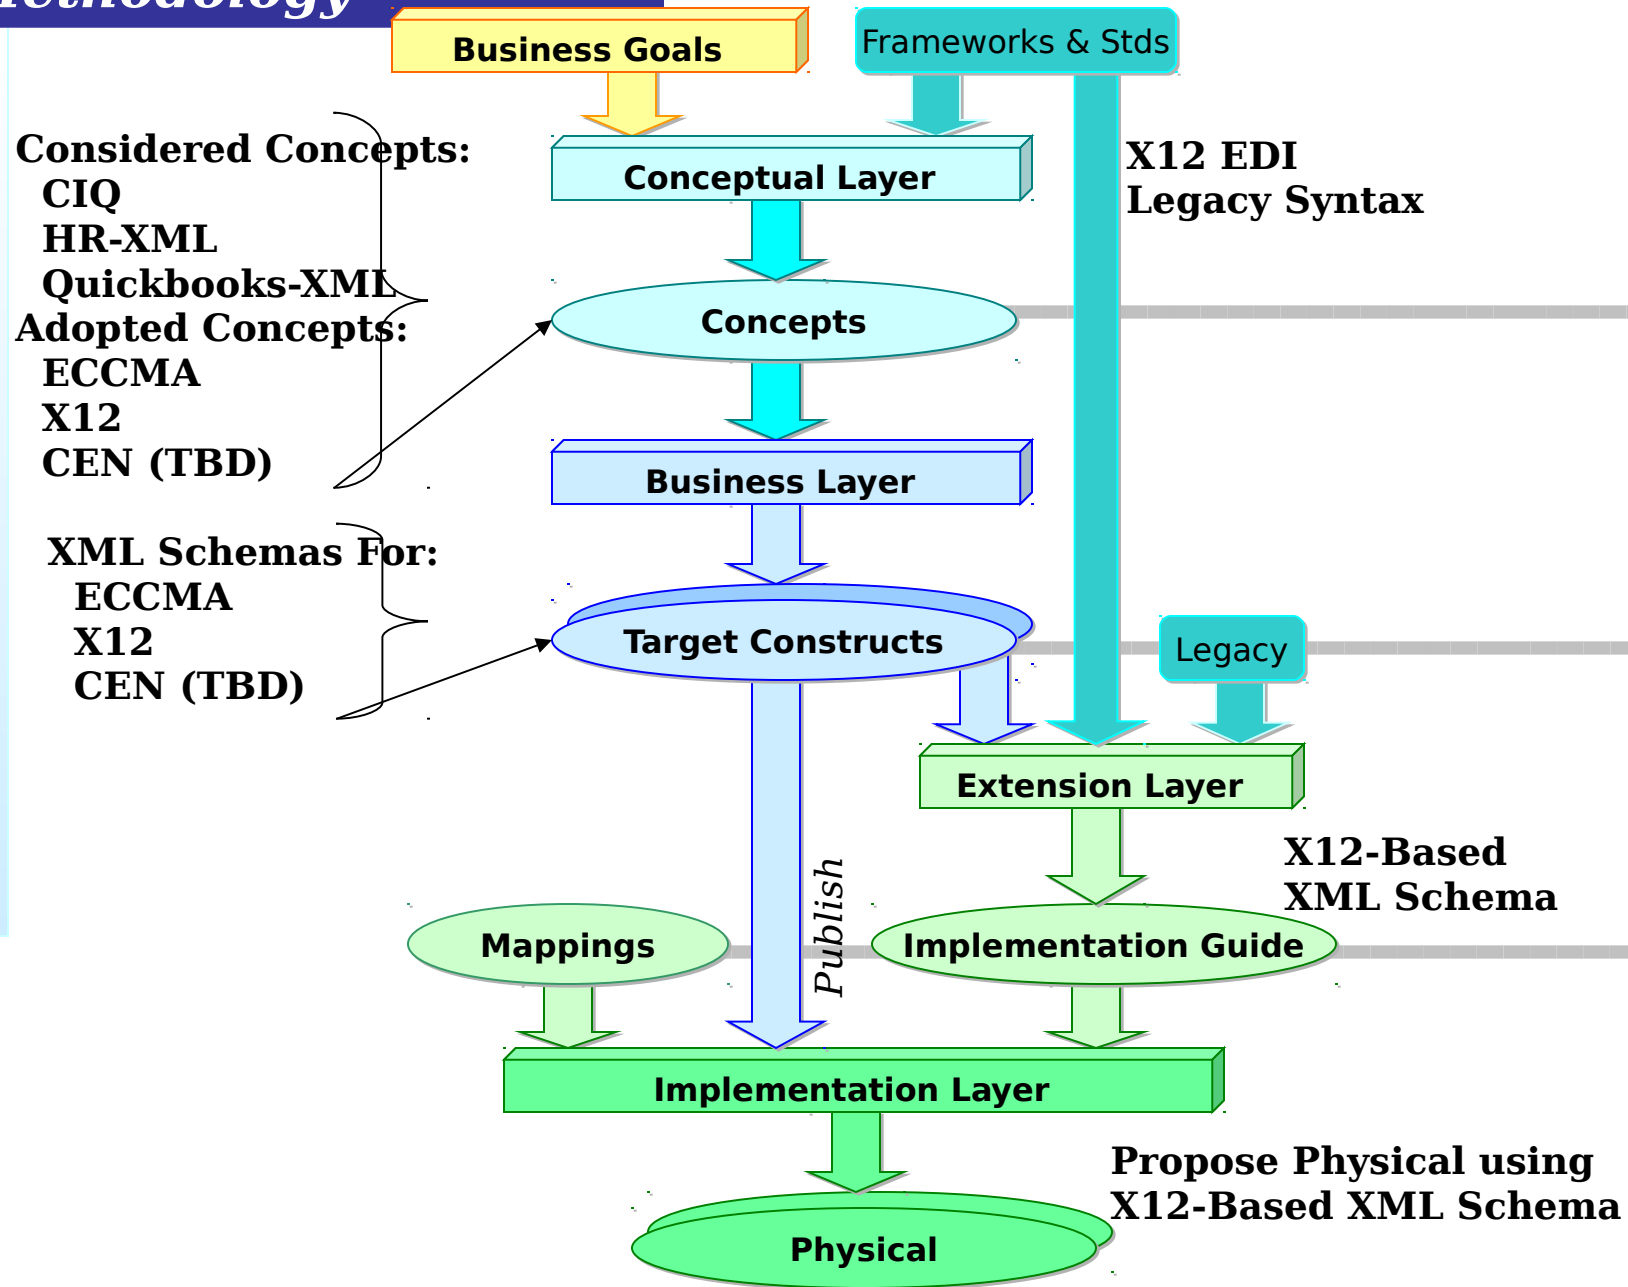 Business Goals
Frameworks & Stds
Considered Concepts:
CIQ
HR-XML
Quickbooks-XML
Adopted Concepts:
ECCMA
X12
CEN (TBD)
Conceptual Layer
X12 EDI
Legacy Syntax
Concepts
Business Layer
XML Schemas For:
ECCMA
X12
CEN (TBD)
Target Constructs
Legacy
Extension Layer
X12-Based
XML Schema
Publish
Mappings
Implementation Guide
Implementation Layer
Propose Physical using
X12-Based XML Schema
Physical